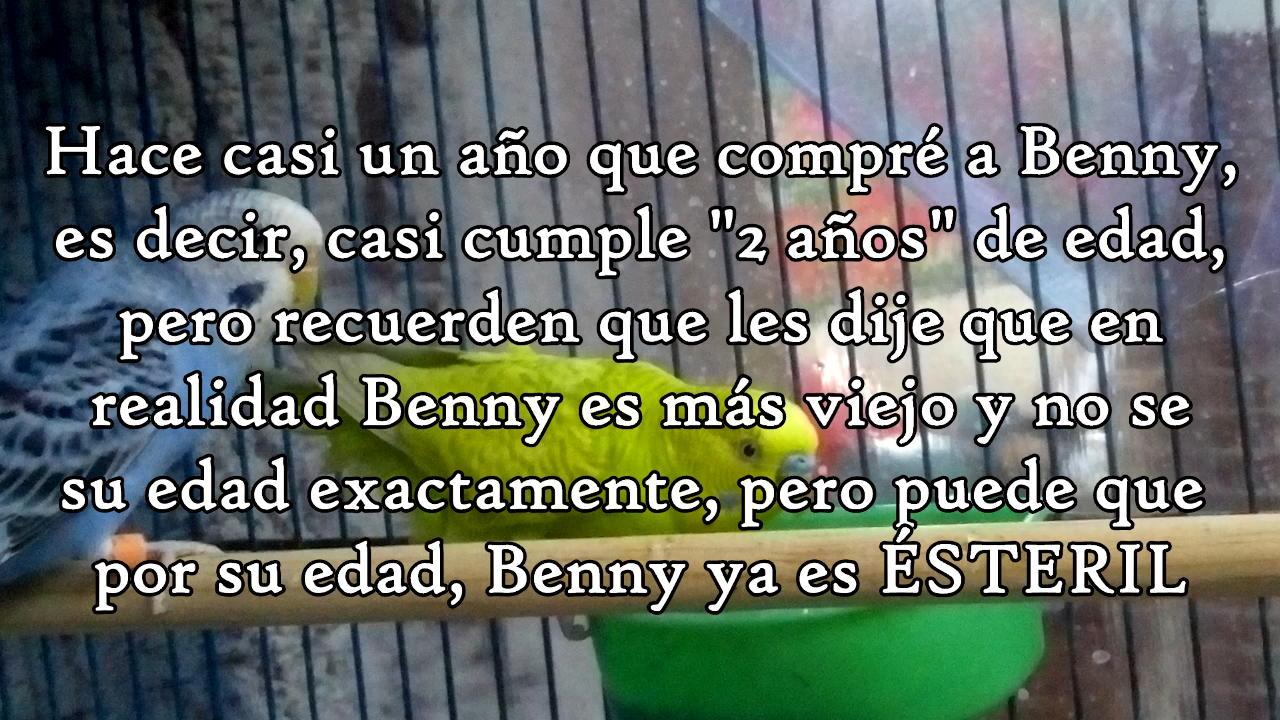 Hace casi un año que compré a Benny,
es decir, casi cumple "2 años" de edad,
pero recuerden que les dije que en
realidad Benny es más viejo y no se
su edad exactamente, pero puede que
por su edad, Benny ya es ÉSTERIL